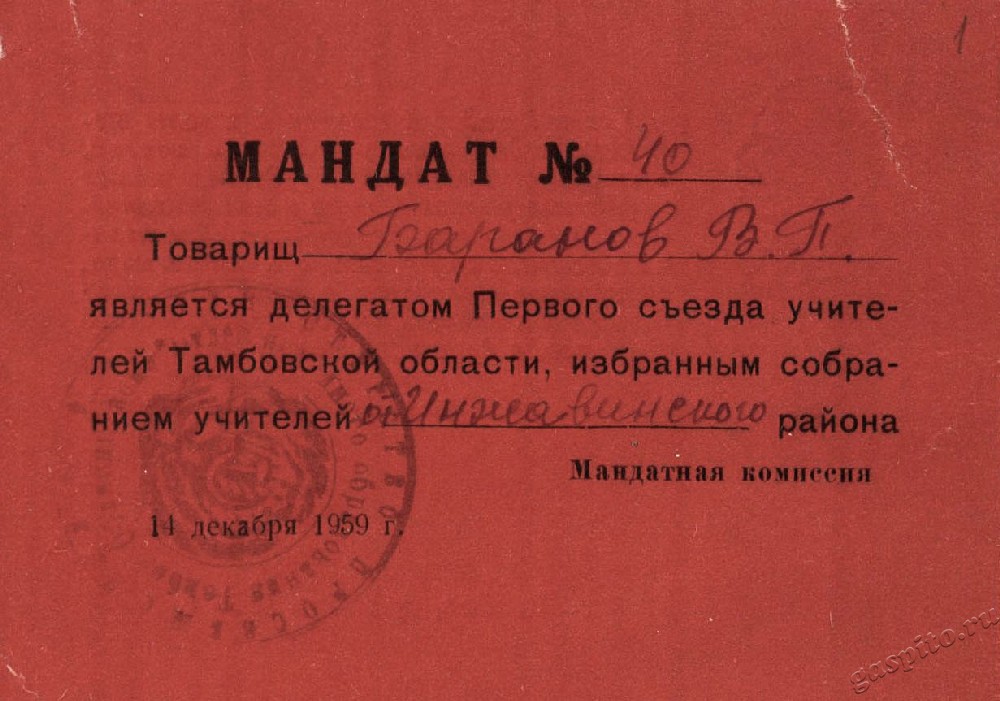 1
МАНДАТ № 40
Товарищ Баранов В.П.
является делегатом Первого съезда учите-
лей Тамбовской области, избранным собра-
нием учителей Инжавинского района
Мандатная комиссия
14 декабря 1959 г.
gaspito.ru